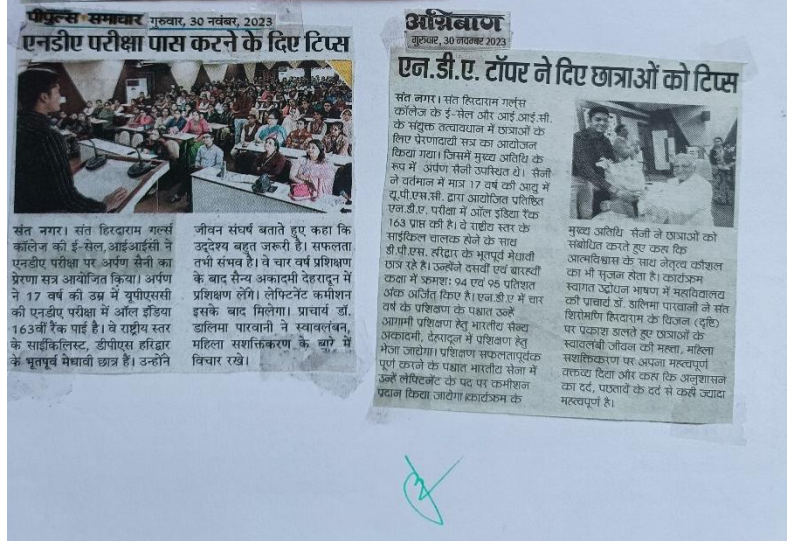 पीपुल्स समाचार गुरुवार, 30 नवंबर, 2023
एनडीए परीक्षा पास करने के दिए टिप्स
संत नगर। संत हिरदाराम गर्ल्स
कॉलेज की ई-सेल,आईआईसी ने
एनडीए परीक्षा पर अर्पण सैनी का
प्रेरणा सत्र आयोजित किया। अर्पण
ने 17 वर्ष की उम्र में यूपीएससी
की एनडीए परीक्षा में ऑल इंडिया
163वीं रैंक पाई है। वे राष्ट्रीय स्तर
के साईकिलिस्ट, डीपीएस हरिद्वार
के भूतपूर्व मेधावी छात्र हैं। उन्होंने
जीवन संघर्ष बताते हुए कहा कि
उद्देश्य बहुत जरूरी है। सफलता
तभी संभव है। वे चार वर्ष प्रशिक्षण
के बाद सैन्य अकादमी देहरादून में
प्रशिक्षण लेंगे। लेफ्टिनेंट कमीशन
इसके बाद मिलेगा। प्राचार्य डॉ.
डालिमा पारवानी ने स्वावलंबन,
महिला सशक्तिकरण के बारे में
विचार रखे।
अग्निबाण
गुरुवार, 30 नवम्बर 2023
एन.डी.ए. टॉपर ने दिए छात्राओं को टिप्स
संत नगर। संत हिरदाराम गर्ल्स
कॉलेज के ई-सेल और आई.आई.सी.
के संयुक्त तत्वावधान में छात्राओं के
लिए प्रेरणादायी सत्र का आयोजन
किया गया। जिसमें मुख्य अतिथि के
रूप में अर्पण सैनी उपस्थित थे। सैनी
ने वर्तमान में मात्र 17 वर्ष की आयु में
यू.पी.एस.सी. द्वारा आयोजित प्रतिष्ठित
एन.डी.ए. परीक्षा में ऑल इंडिया रैंक
163 प्राप्त की है। वे राष्ट्रीय स्तर के
साईकिल चालक होने के साथ
डी.पी.एस. हरिद्वार के भूतपूर्व मेधावी
छात्र रहे है। उन्होंने दसवीं एवं बारहवीं
कक्षा में क्रमशः 94 एवं 95 प्रतिशत
अंक अर्जित किए है। एन.डी.ए में चार
वर्ष के प्रशिक्षण के पश्चात उन्हें
आगामी प्रशिक्षण हेतु भारतीय सैन्य
अकादमी, देहरादून में प्रशिक्षण हेतु
भेजा जायेगा। प्रशिक्षण सफलतापूर्वक
पूर्ण करने के पश्चात भारतीय सेना में
उन्हें लेफ्टिनेंट के पद पर कमीशन
प्रदान किया जायेगा।कार्यक्रम के
मुख्य अतिथि सैनी ने छात्राओं को
संबोधित करते हुए कहा कि
आत्मविश्वास के साथ नेतृत्व कौशल
का भी सृजन होता है। कार्यक्रम
स्वागत उद्बोधन भाषण में महाविद्यालय
की प्राचार्य डॉ. डालिमा पारवानी ने संत
शिरोमणि हिरदाराम के विजन (दृष्टि)
पर प्रकाश डालते हुए छात्राओं के
स्वावलंबी जीवन की महत्ता, महिला
सशक्तिकरण पर अपना महत्वपूर्ण
वक्तव्य दिया और कहा कि अनुशासन
का दर्द, पछतावे के दर्द से कहीं ज्यादा
महत्वपूर्ण है।